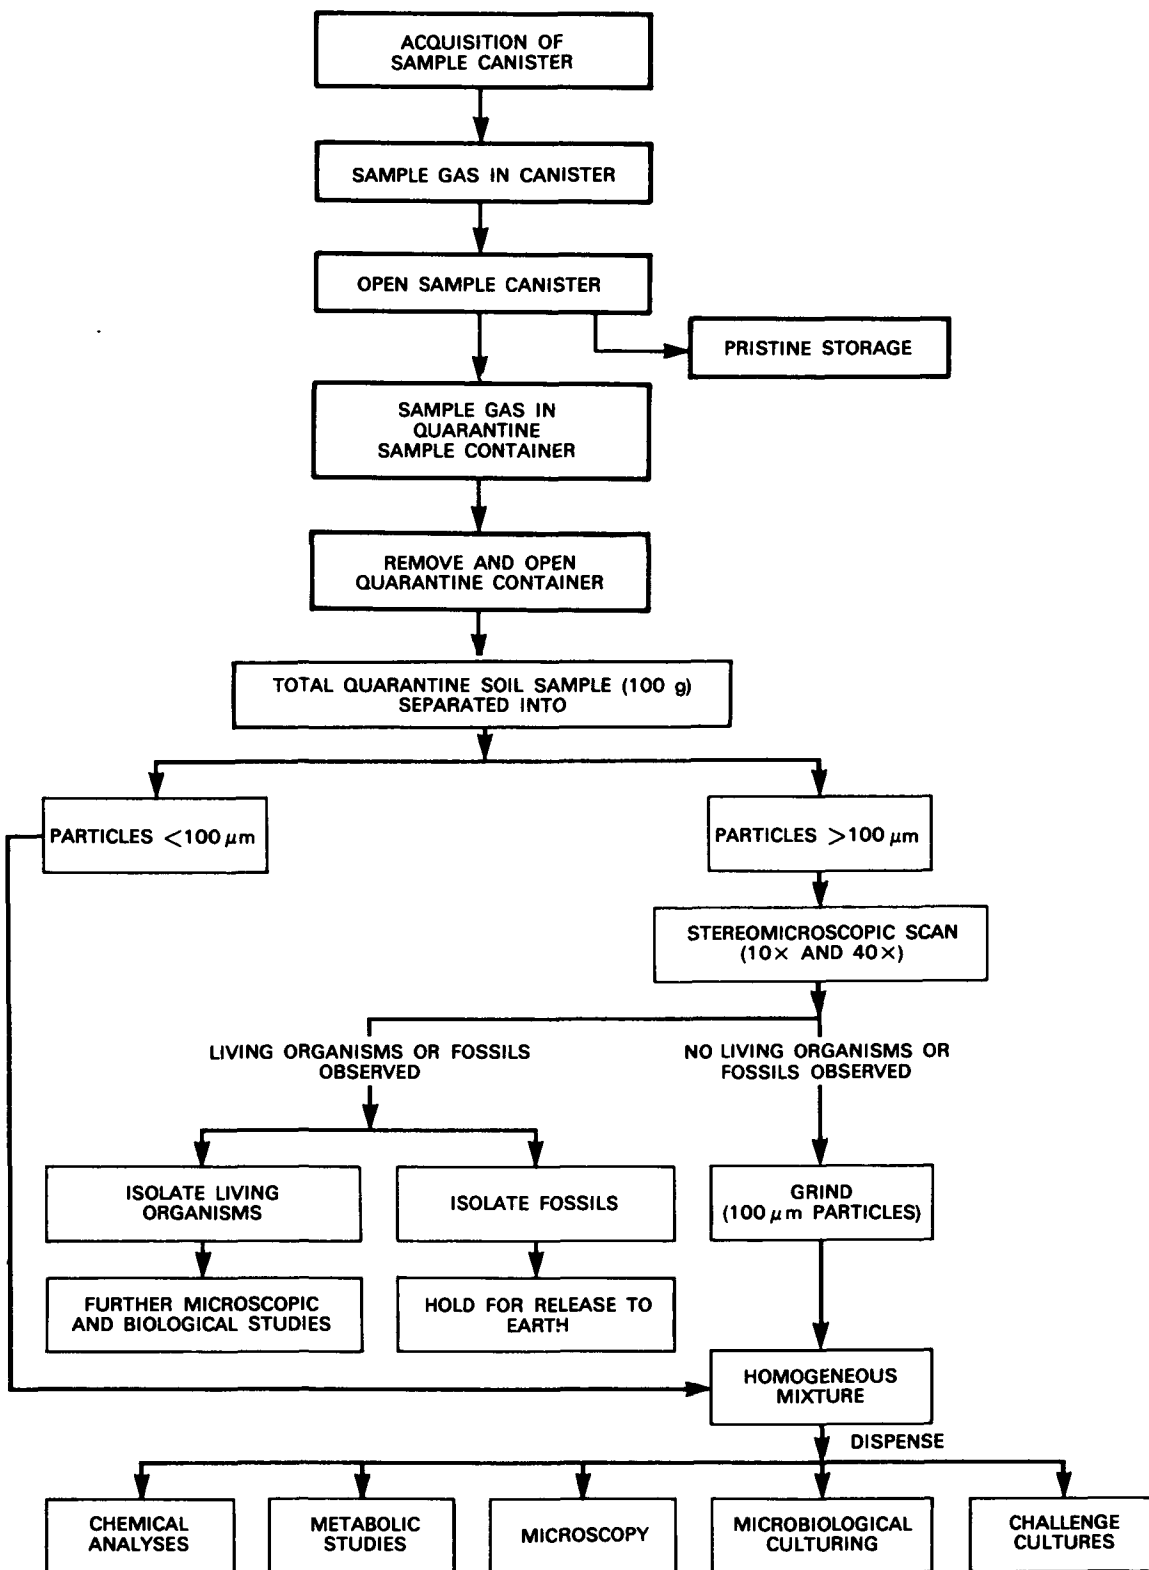 ACQUISITION OF
SAMPLE CANISTER
SAMPLE GAS IN CANISTER
OPEN SAMPLE CANISTER
PRISTINE STORAGE
SAMPLE GAS IN
QUARANTINE
SAMPLE CONTAINER
REMOVE AND OPEN
QUARANTINE CONTAINER
TOTAL QUARANTINE SOIL SAMPLE (100 g)
SEPARATED INTO
PARTICLES <100 μm
PARTICLES >100 μm
STEREOMICROSCOPIC SCAN
(10× AND 40×)
LIVING ORGANISMS OR FOSSILS
OBSERVED
NO LIVING ORGANISMS OR
FOSSILS OBSERVED
ISOLATE LIVING
ORGANISMS
ISOLATE FOSSILS
GRIND
(100 μm PARTICLES)
FURTHER MICROSCOPIC
AND BIOLOGICAL STUDIES
HOLD FOR RELEASE TO
EARTH
HOMOGENEOUS
MIXTURE
DISPENSE
CHEMICAL
ANALYSES
METABOLIC
STUDIES
MICROSCOPY
MICROBIOLOGICAL
CULTURING
CHALLENGE
CULTURES